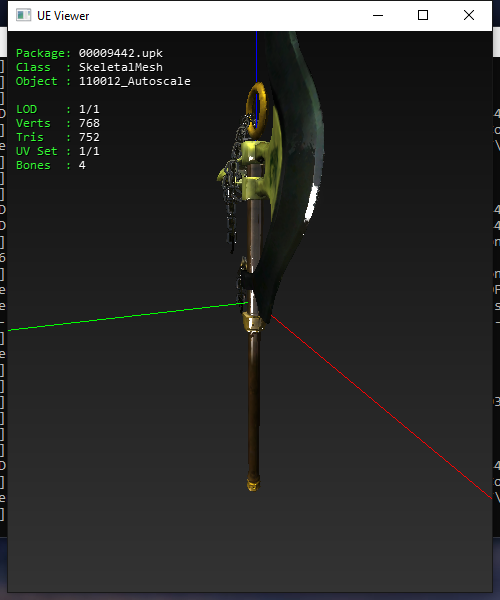 UE Viewer
Package: 00009442.upk
Class  : SkeletalMesh
Object : 110012_Autoscale
LOD    : 1/1
Verts  : 768
Tris   : 752
UV Set : 1/1
Bones  : 4